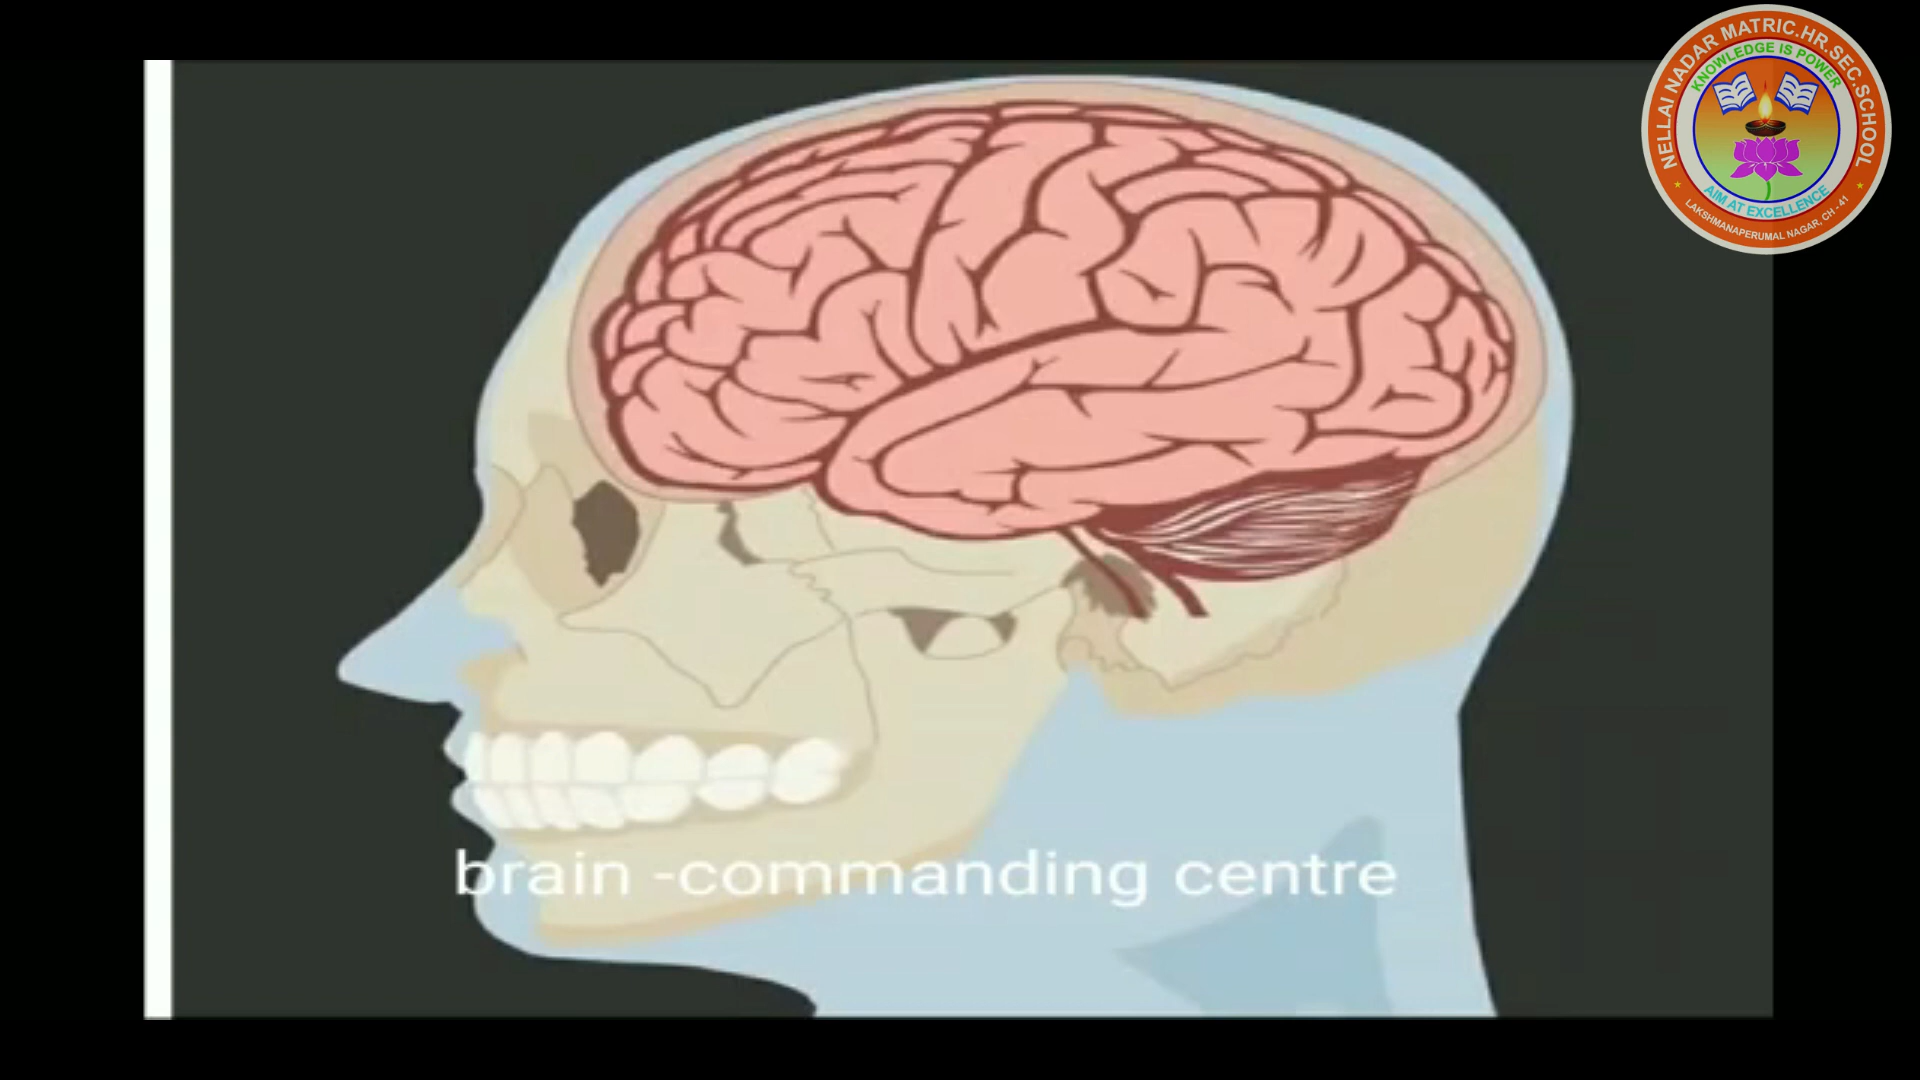 NELLAI NADAR MATRIC.HR.SEC.SCHOOL
KNOWLEDGE IS POWER
AIM AT EXCELLENCE
LAKSHMANAPERUMAL NAGAR, CH - 41
brain -commanding centre